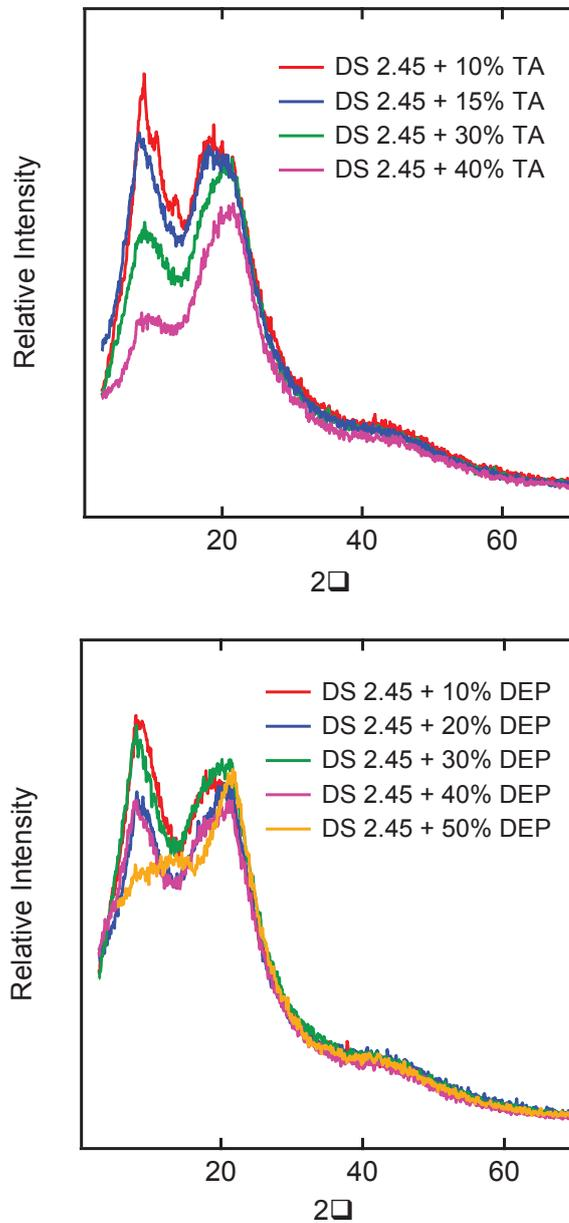 DS 2.45 + 10% TA
DS 2.45 + 15% TA
DS 2.45 + 30% TA
DS 2.45 + 40% TA
Relative Intensity
20 40 60
2❑
DS 2.45 + 10% DEP
DS 2.45 + 20% DEP
DS 2.45 + 30% DEP
DS 2.45 + 40% DEP
DS 2.45 + 50% DEP
Relative Intensity
20 40 60
2❑